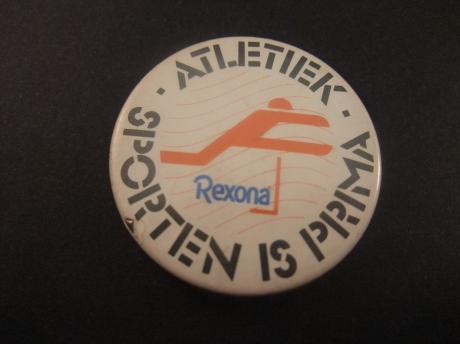 · ATLETIEK ·
SPORTEN IS PRIMA
Rexona